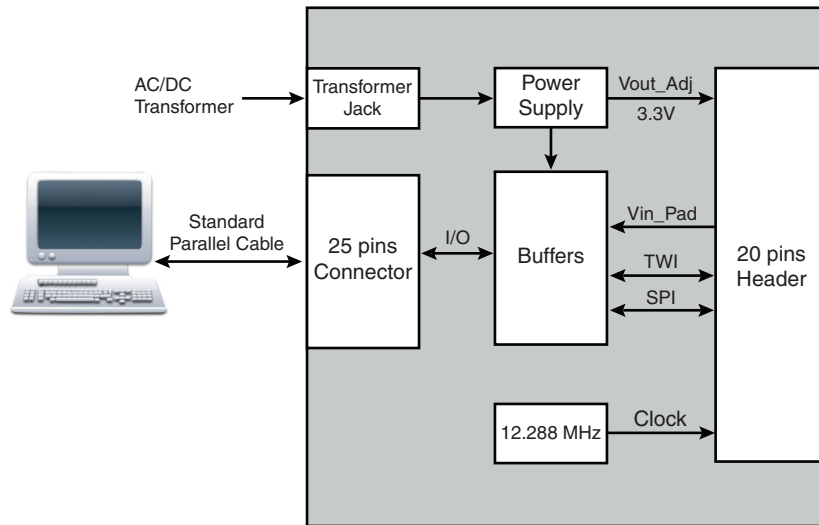 AC/DC
Transformer
Transformer
Jack
Power
Supply
Vout_Adj
3.3V
Standard
Parallel Cable
25 pins
Connector
I/O
Buffers
Vin_Pad
TWI
SPI
20 pins
Header
12.288 MHz
Clock